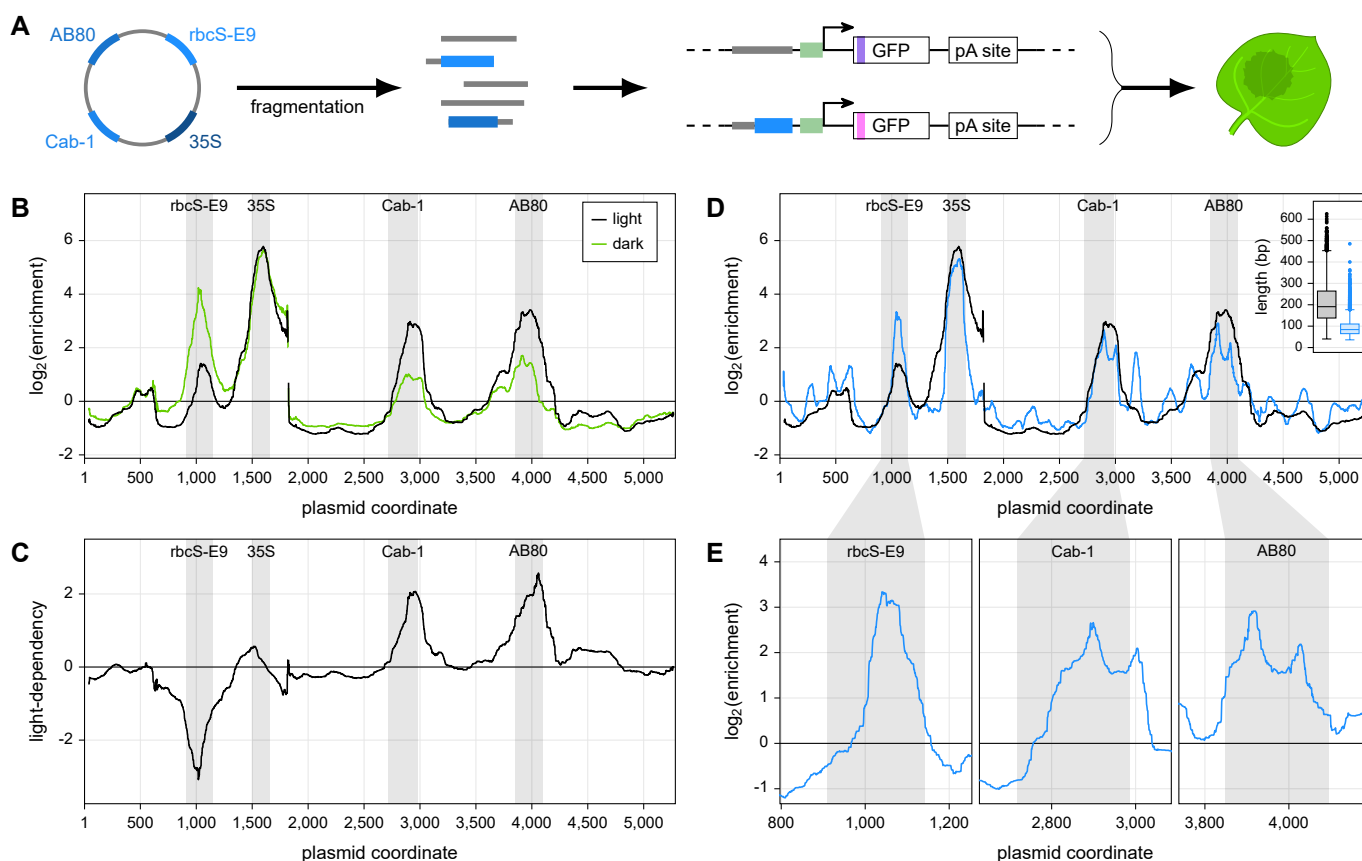 A
AB80 rbcS-E9
Cab-1 35S
fragmentation
GFP pA site
GFP pA site
B
rbcS-E9 35S Cab-1 AB80
light
dark
log2(enrichment)
6
4
2
0
-2
1 500 1,000 1,500 2,000 2,500 3,000 3,500 4,000 4,500 5,000
plasmid coordinate
C
rbcS-E9 35S Cab-1 AB80
light-dependency
2
0
-2
1 500 1,000 1,500 2,000 2,500 3,000 3,500 4,000 4,500 5,000
plasmid coordinate
D
rbcS-E9 35S Cab-1 AB80
log2(enrichment)
6
4
2
0
-2
1 500 1,000 1,500 2,000 2,500 3,000 3,500 4,000 4,500 5,000
plasmid coordinate
length (bp)
600
500
400
300
200
100
0
E
rbcS-E9 Cab-1 AB80
log2(enrichment)
4
3
2
1
0
-1
800 1,000 1,200 2,800 3,000 3,800 4,000
plasmid coordinate